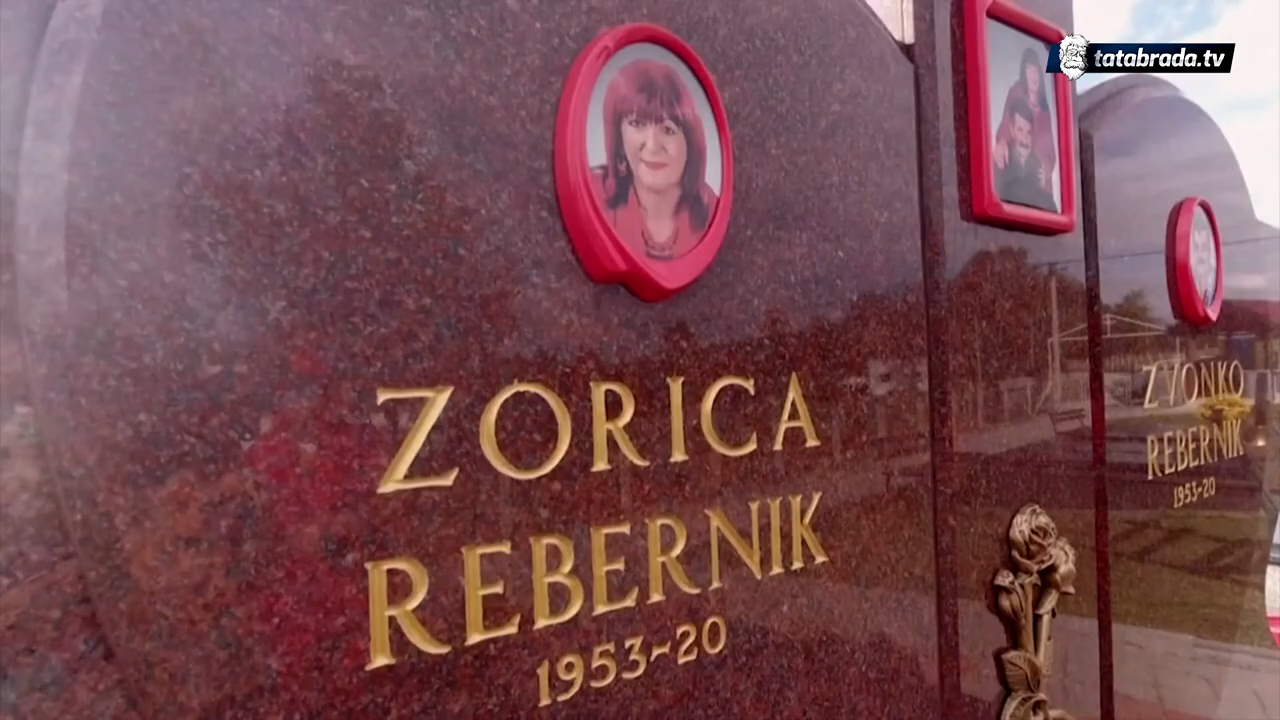 tatabrada.tv
ZORICA
REBERNIK
1953-20
ZVONKO
REBERNIK
1953-20